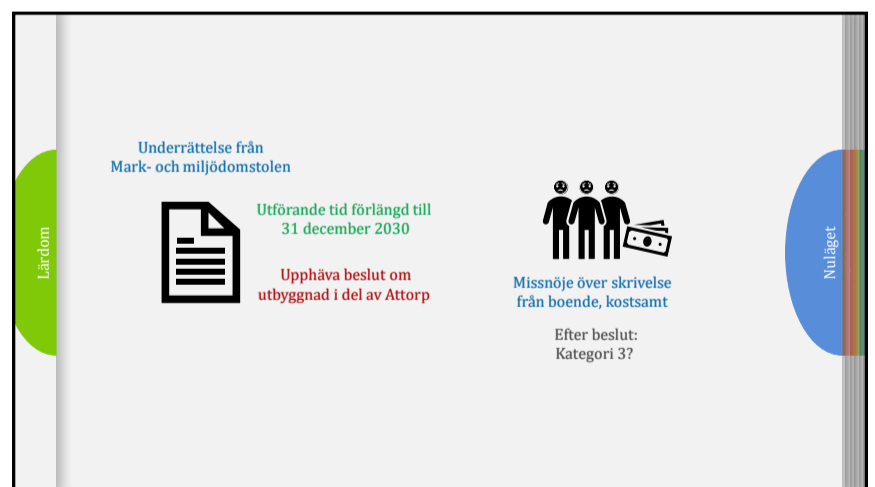 Lärdom
Underrättelse från
Mark- och miljödomstolen
Utförande tid förlängd till
31 december 2030
Upphäva beslut om
utbyggnad i del av Attorp
Missnöje över skrivelse
från boende, kostsamt
Efter beslut:
Kategori 3?
Nuläget